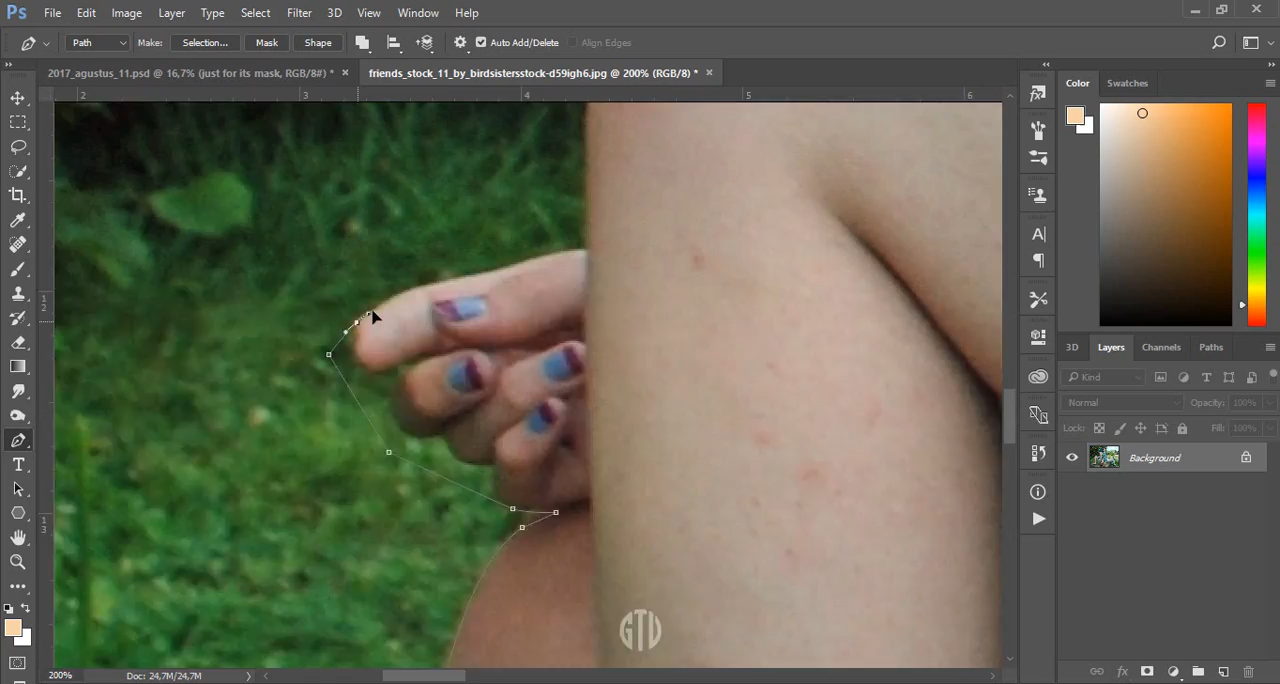 Ps File Edit Image Layer Type Select Filter 3D View Window Help
Path Make: Selection... Mask Shape Auto Add/Delete Align Edges
2017_agustus_11.psd @ 16,7% (just for its mask, RGB/8#) * × friends_stock_11_by_birdsistersstock-d59igh6.jpg @ 200% (RGB/8) * ×
2 3 4 5 6
Color Swatches
12
13
3D Layers Channels Paths
Kind
Normal Opacity: 100%
Lock: Fill: 100%
Background
GTU
200% Doc: 24,7M/24,7M